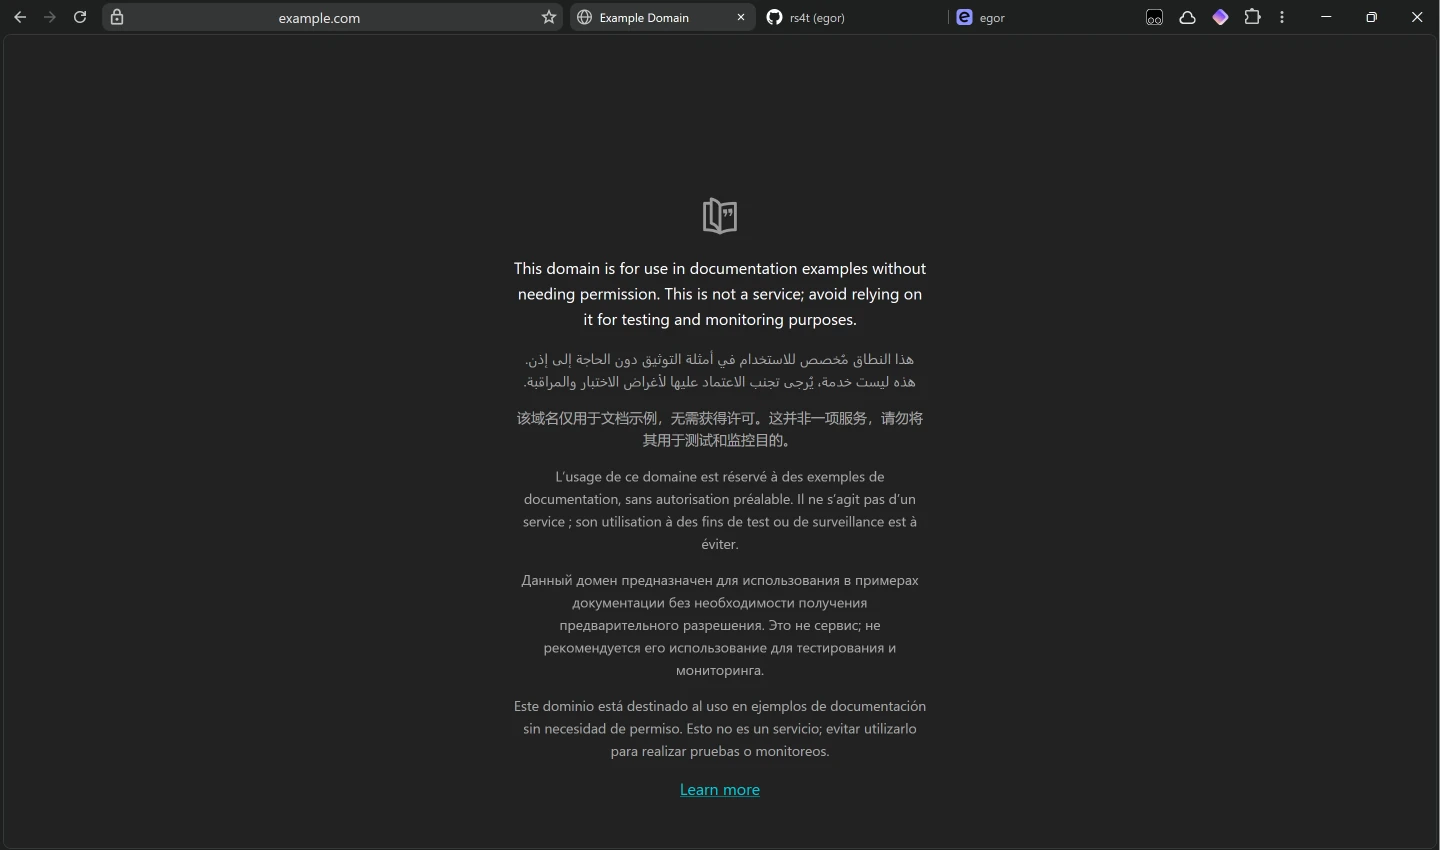 example.com
Example Domain
rs4t (egor)
egor
This domain is for use in documentation examples without
needing permission. This is not a service; avoid relying on
it for testing and monitoring purposes.
هذا النطاق مُخصص للاستخدام في أمثلة التوثيق دون الحاجة إلى إذن.
هذه ليست خدمة، يُرجى تجنب الاعتماد عليها لأغراض الاختبار والمراقبة.
该域名仅用于文档示例，无需获得许可。这并非一项服务，请勿将
其用于测试和监控目的。
L’usage de ce domaine est réservé à des exemples de
documentation, sans autorisation préalable. Il ne s’agit pas d’un
service ; son utilisation à des fins de test ou de surveillance est à
éviter.
Данный домен предназначен для использования в примерах
документации без необходимости получения
предварительного разрешения. Это не сервис; не
рекомендуется его использование для тестирования и
мониторинга.
Este dominio está destinado al uso en ejemplos de documentación
sin necesidad de permiso. Esto no es un servicio; evitar utilizarlo
para realizar pruebas o monitoreos.
Learn more